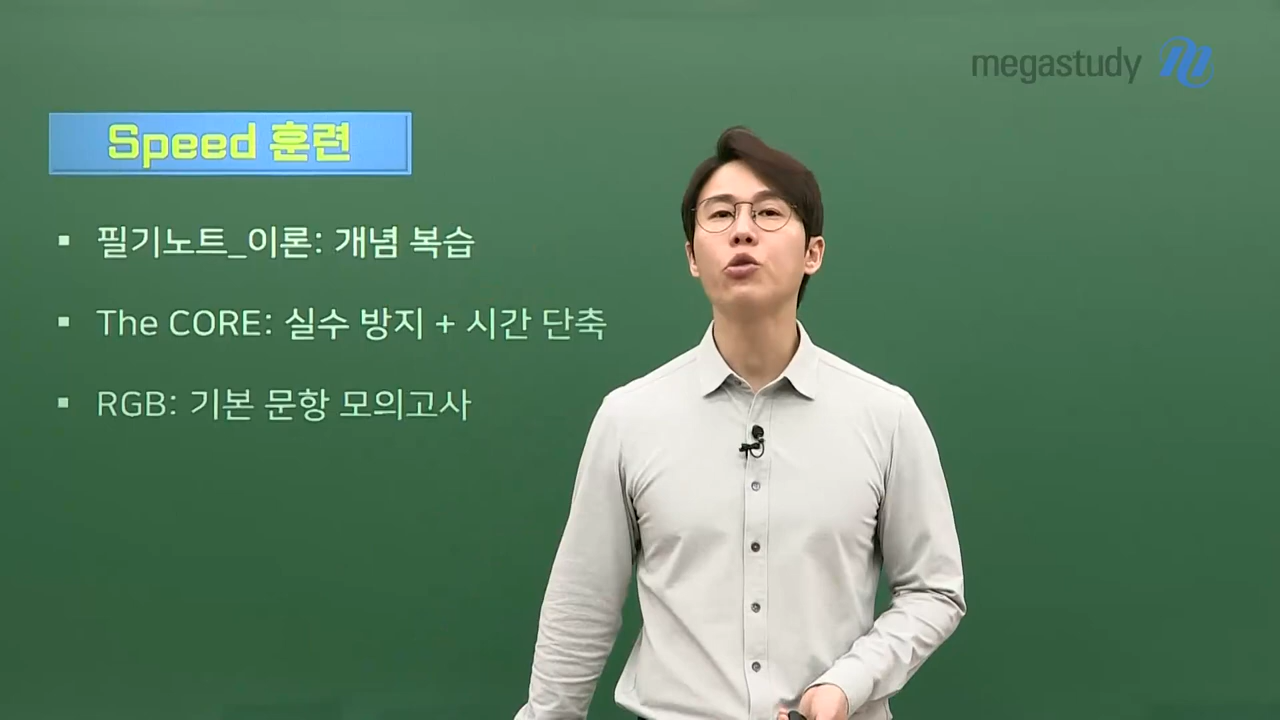 megastudy
Speed 훈련
필기노트_이론: 개념 복습
The CORE: 실수 방지 + 시간 단축
RGB: 기본 문항 모의고사